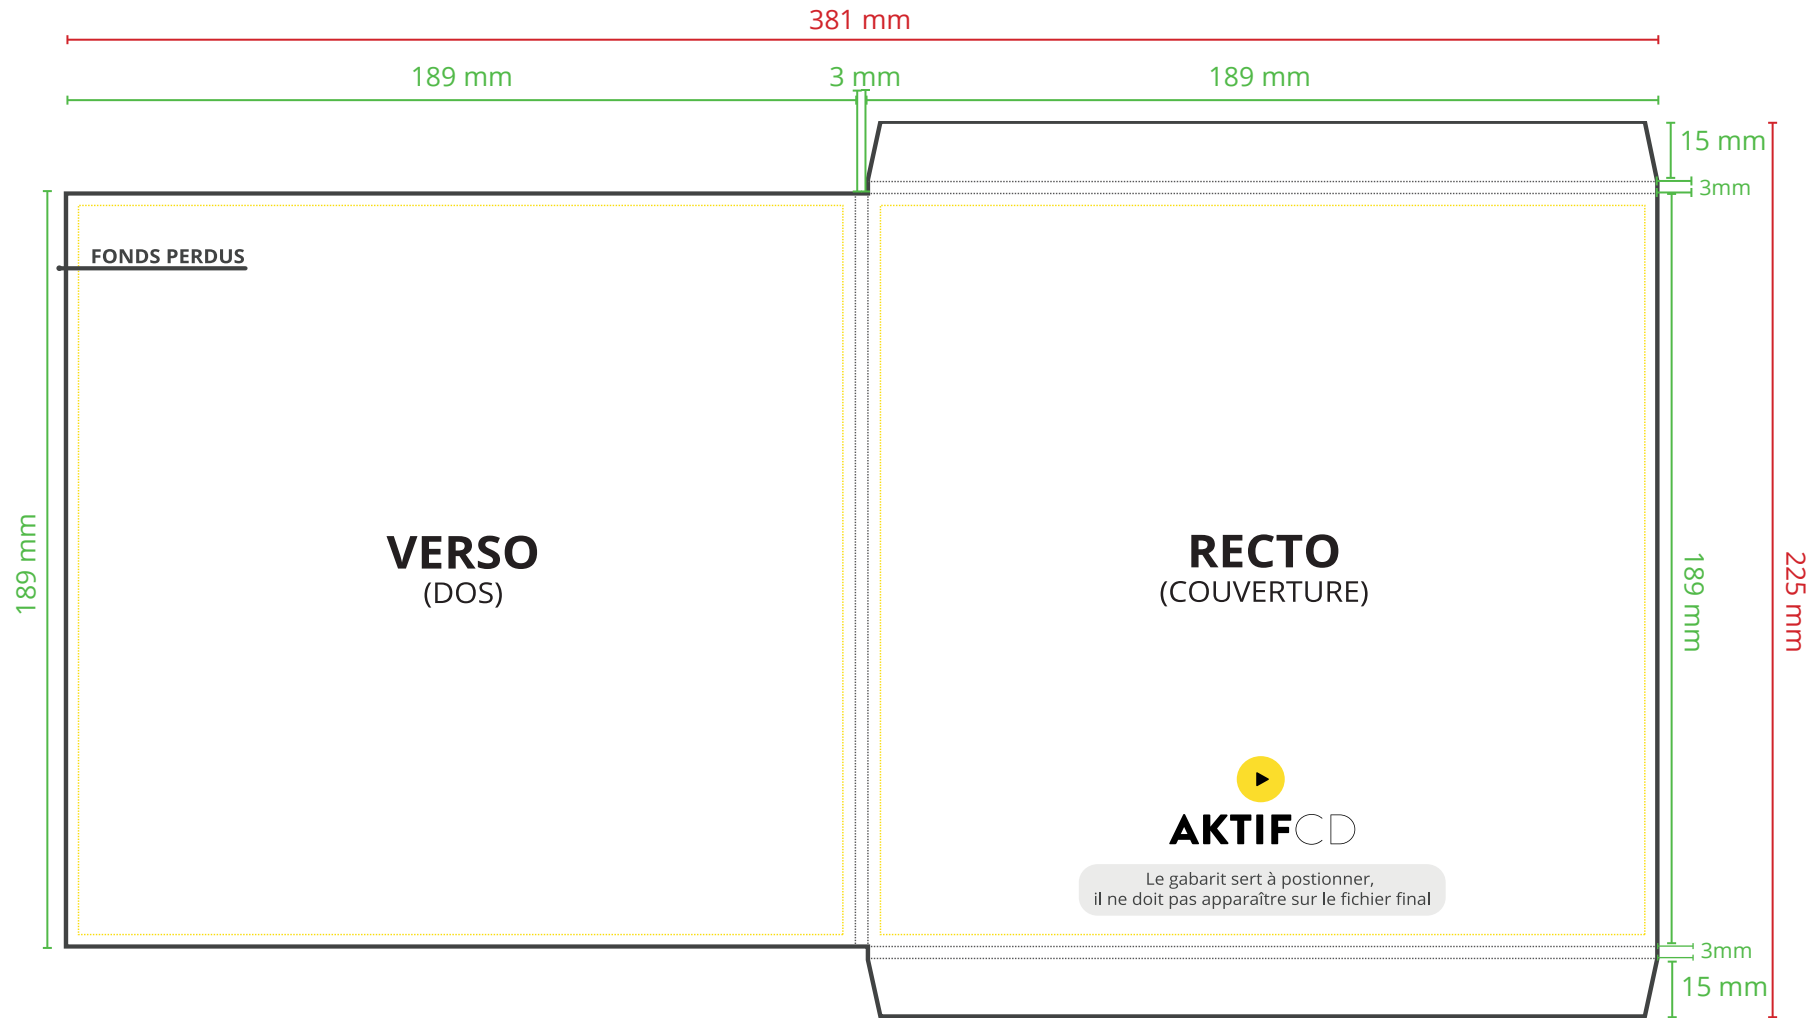 381 mm
189 mm
3 mm
189 mm
15 mm
3mm
FONDS PERDUS
189 mm
VERSO
(DOS)
RECTO
(COUVERTURE)
189 mm
225 mm
AKTIFCD
Le gabarit sert à postionner,
il ne doit pas apparaître sur le fichier final
3mm
15 mm